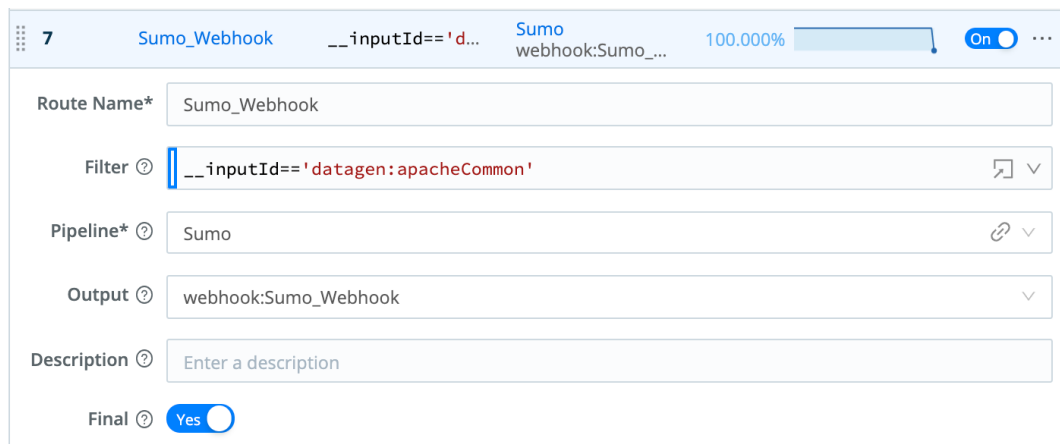 7 Sumo_Webhook __inputId=='d... Sumo 100.000% On ...
webhook:Sumo_...
Route Name* Sumo_Webhook
Filter ? __inputId=='datagen:apacheCommon'
Pipeline* ? Sumo
Output ? webhook:Sumo_Webhook
Description ? Enter a description
Final ? Yes